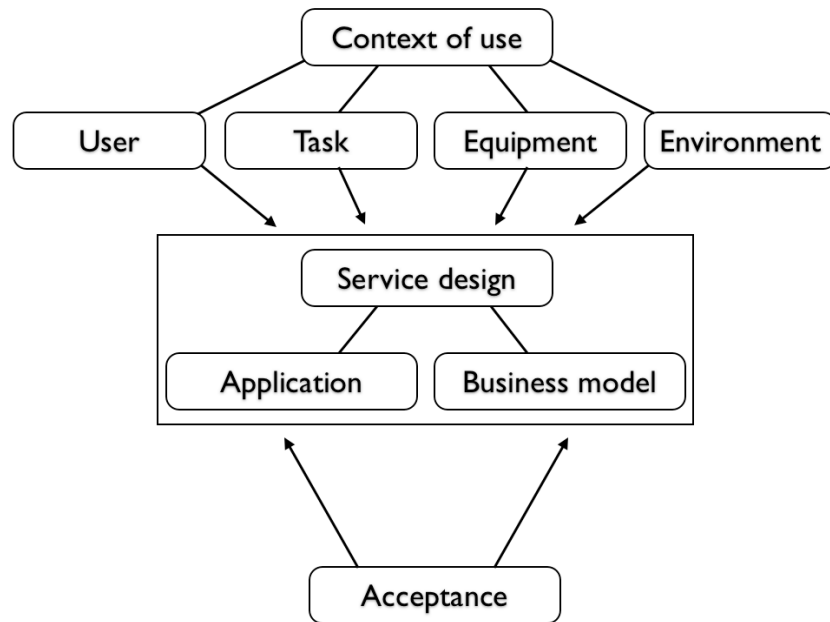 Context of use
User
Task
Equipment
Environment
Service design
Application
Business model
Acceptance